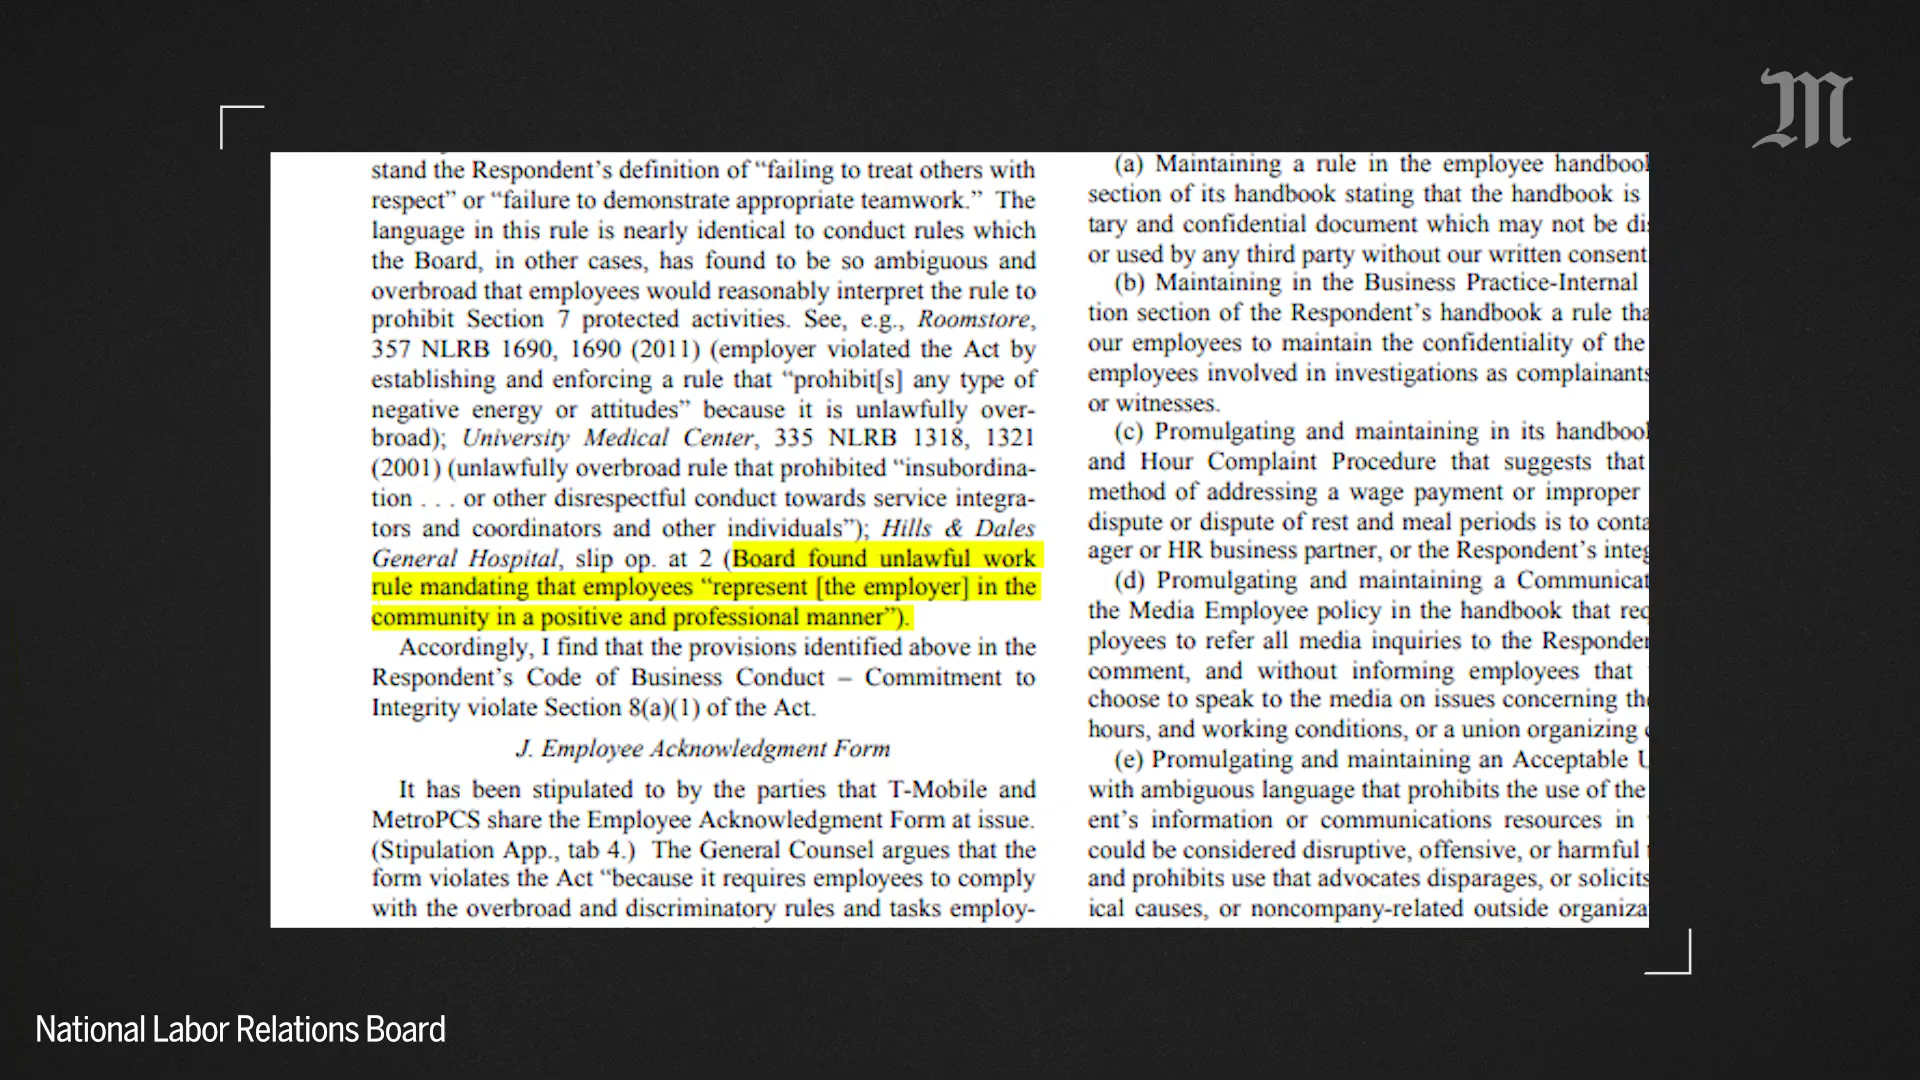 M
stand the Respondent's definition of “failing to treat others with
respect” or “failure to demonstrate appropriate teamwork.” The
language in this rule is nearly identical to conduct rules which
the Board, in other cases, has found to be so ambiguous and
overbroad that employees would reasonably interpret the rule to
prohibit Section 7 protected activities. See, e.g., Roomstore,
357 NLRB 1690, 1690 (2011) (employer violated the Act by
establishing and enforcing a rule that “prohibit[s] any type of
negative energy or attitudes” because it is unlawfully over-
broad); University Medical Center, 335 NLRB 1318, 1321
(2001) (unlawfully overbroad rule that prohibited “insubordina-
tion . . . or other disrespectful conduct towards service integra-
tors and coordinators and other individuals”); Hills & Dales
General Hospital, slip op. at 2 (Board found unlawful work
rule mandating that employees “represent [the employer] in the
community in a positive and professional manner”).
Accordingly, I find that the provisions identified above in the
Respondent's Code of Business Conduct – Commitment to
Integrity violate Section 8(a)(1) of the Act.
J. Employee Acknowledgment Form
It has been stipulated to by the parties that T-Mobile and
MetroPCS share the Employee Acknowledgment Form at issue.
(Stipulation App., tab 4.) The General Counsel argues that the
form violates the Act “because it requires employees to comply
with the overbroad and discriminatory rules and tasks employ-
(a) Maintaining a rule in the employee
section of its handbook stating that the handbook is
tary and confidential document which may not be
or used by any third party without our written consent
(b) Maintaining in the Business Practice-Internal
tion section of the Respondent's handbook a rule
our employees to maintain the confidentiality of the
employees involved in investigations as complainants
or witnesses.
(c) Promulgating and maintaining in its
and Hour Complaint Procedure that suggests that
method of addressing a wage payment or improper
dispute or dispute of rest and meal periods is to
ager or HR business partner, or the Respondent's
(d) Promulgating and maintaining a
the Media Employee policy in the handbook that
ployees to refer all media inquiries to the
comment, and without informing employees that
choose to speak to the media on issues concerning
hours, and working conditions, or a union organizing
(e) Promulgating and maintaining an Acceptable
with ambiguous language that prohibits the use of the
ent's information or communications resources in
could be considered disruptive, offensive, or harmful
and prohibits use that advocates disparages, or solicits
ical causes, or noncompany-related outside
National Labor Relations Board